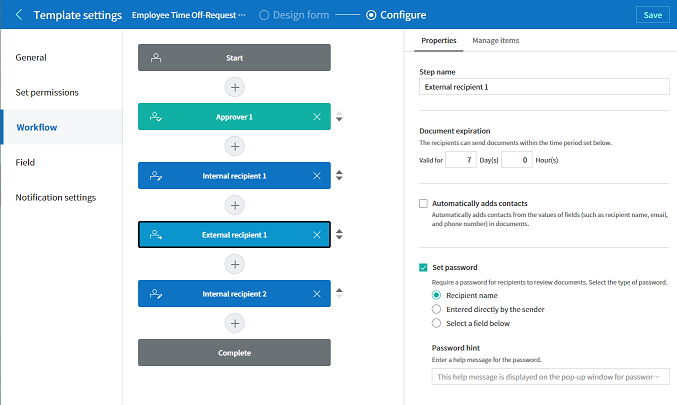 Template settings
Employee Time Off-Request ···
Design form
Configure
Save
General
Set permissions
Workflow
Field
Notification settings
Start
Approver 1
Internal recipient 1
External recipient 1
Internal recipient 2
Complete
Properties
Manage items
Step name
External recipient 1
Document expiration
The recipients can send documents within the time period set below.
Valid for 7 Day(s) 0 Hour(s)
Automatically adds contacts
Automatically adds contacts from the values of fields (such as recipient name, email,
and phone number) in documents.
Set password
Require a password for recipients to review documents. Select the type of password.
Recipient name
Entered directly by the sender
Select a field below
Password hint
Enter a help message for the password.
This help message is displayed on the pop-up window for passwor···